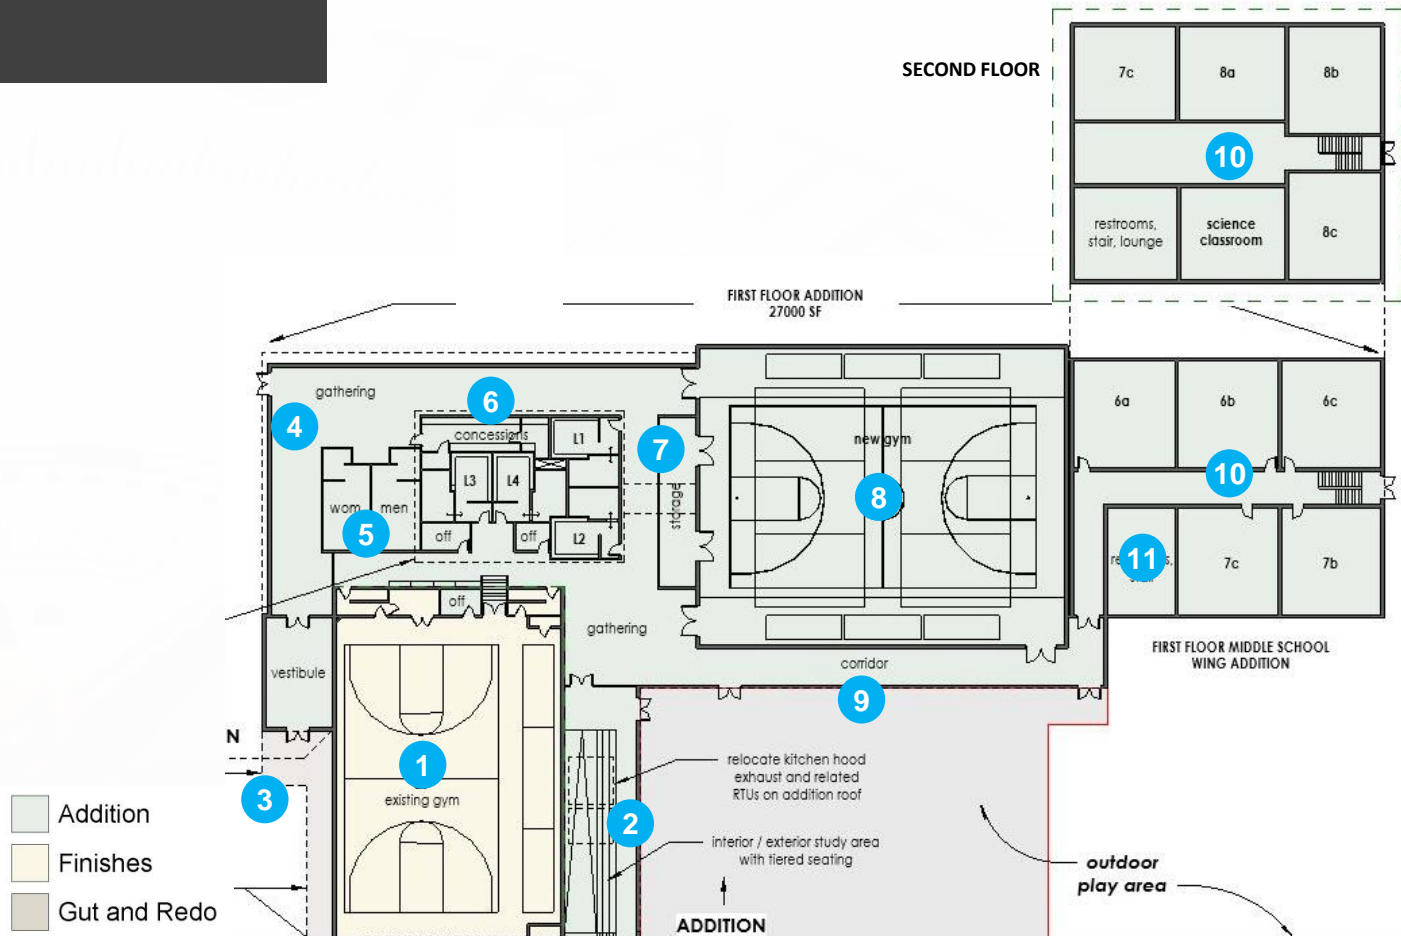 SECOND FLOOR
7c
8a
8b
10
restrooms,
stair, lounge
science
classroom
8c
FIRST FLOOR ADDITION
27000 SF
gathering
4
6
concessions
L1
7
L3
L4
wom
men
5
off
off
L2
storage
new gym
8
6a
6b
6c
10
11
7c
7b
off
gathering
corridor
9
FIRST FLOOR MIDDLE SCHOOL
WING ADDITION
vestibule
N
1
existing gym
3
2
relocate kitchen hood
exhaust and related
RTUs on addition roof
interior / exterior study area
with tiered seating
outdoor
play area
ADDITION
Addition
Finishes
Gut and Redo